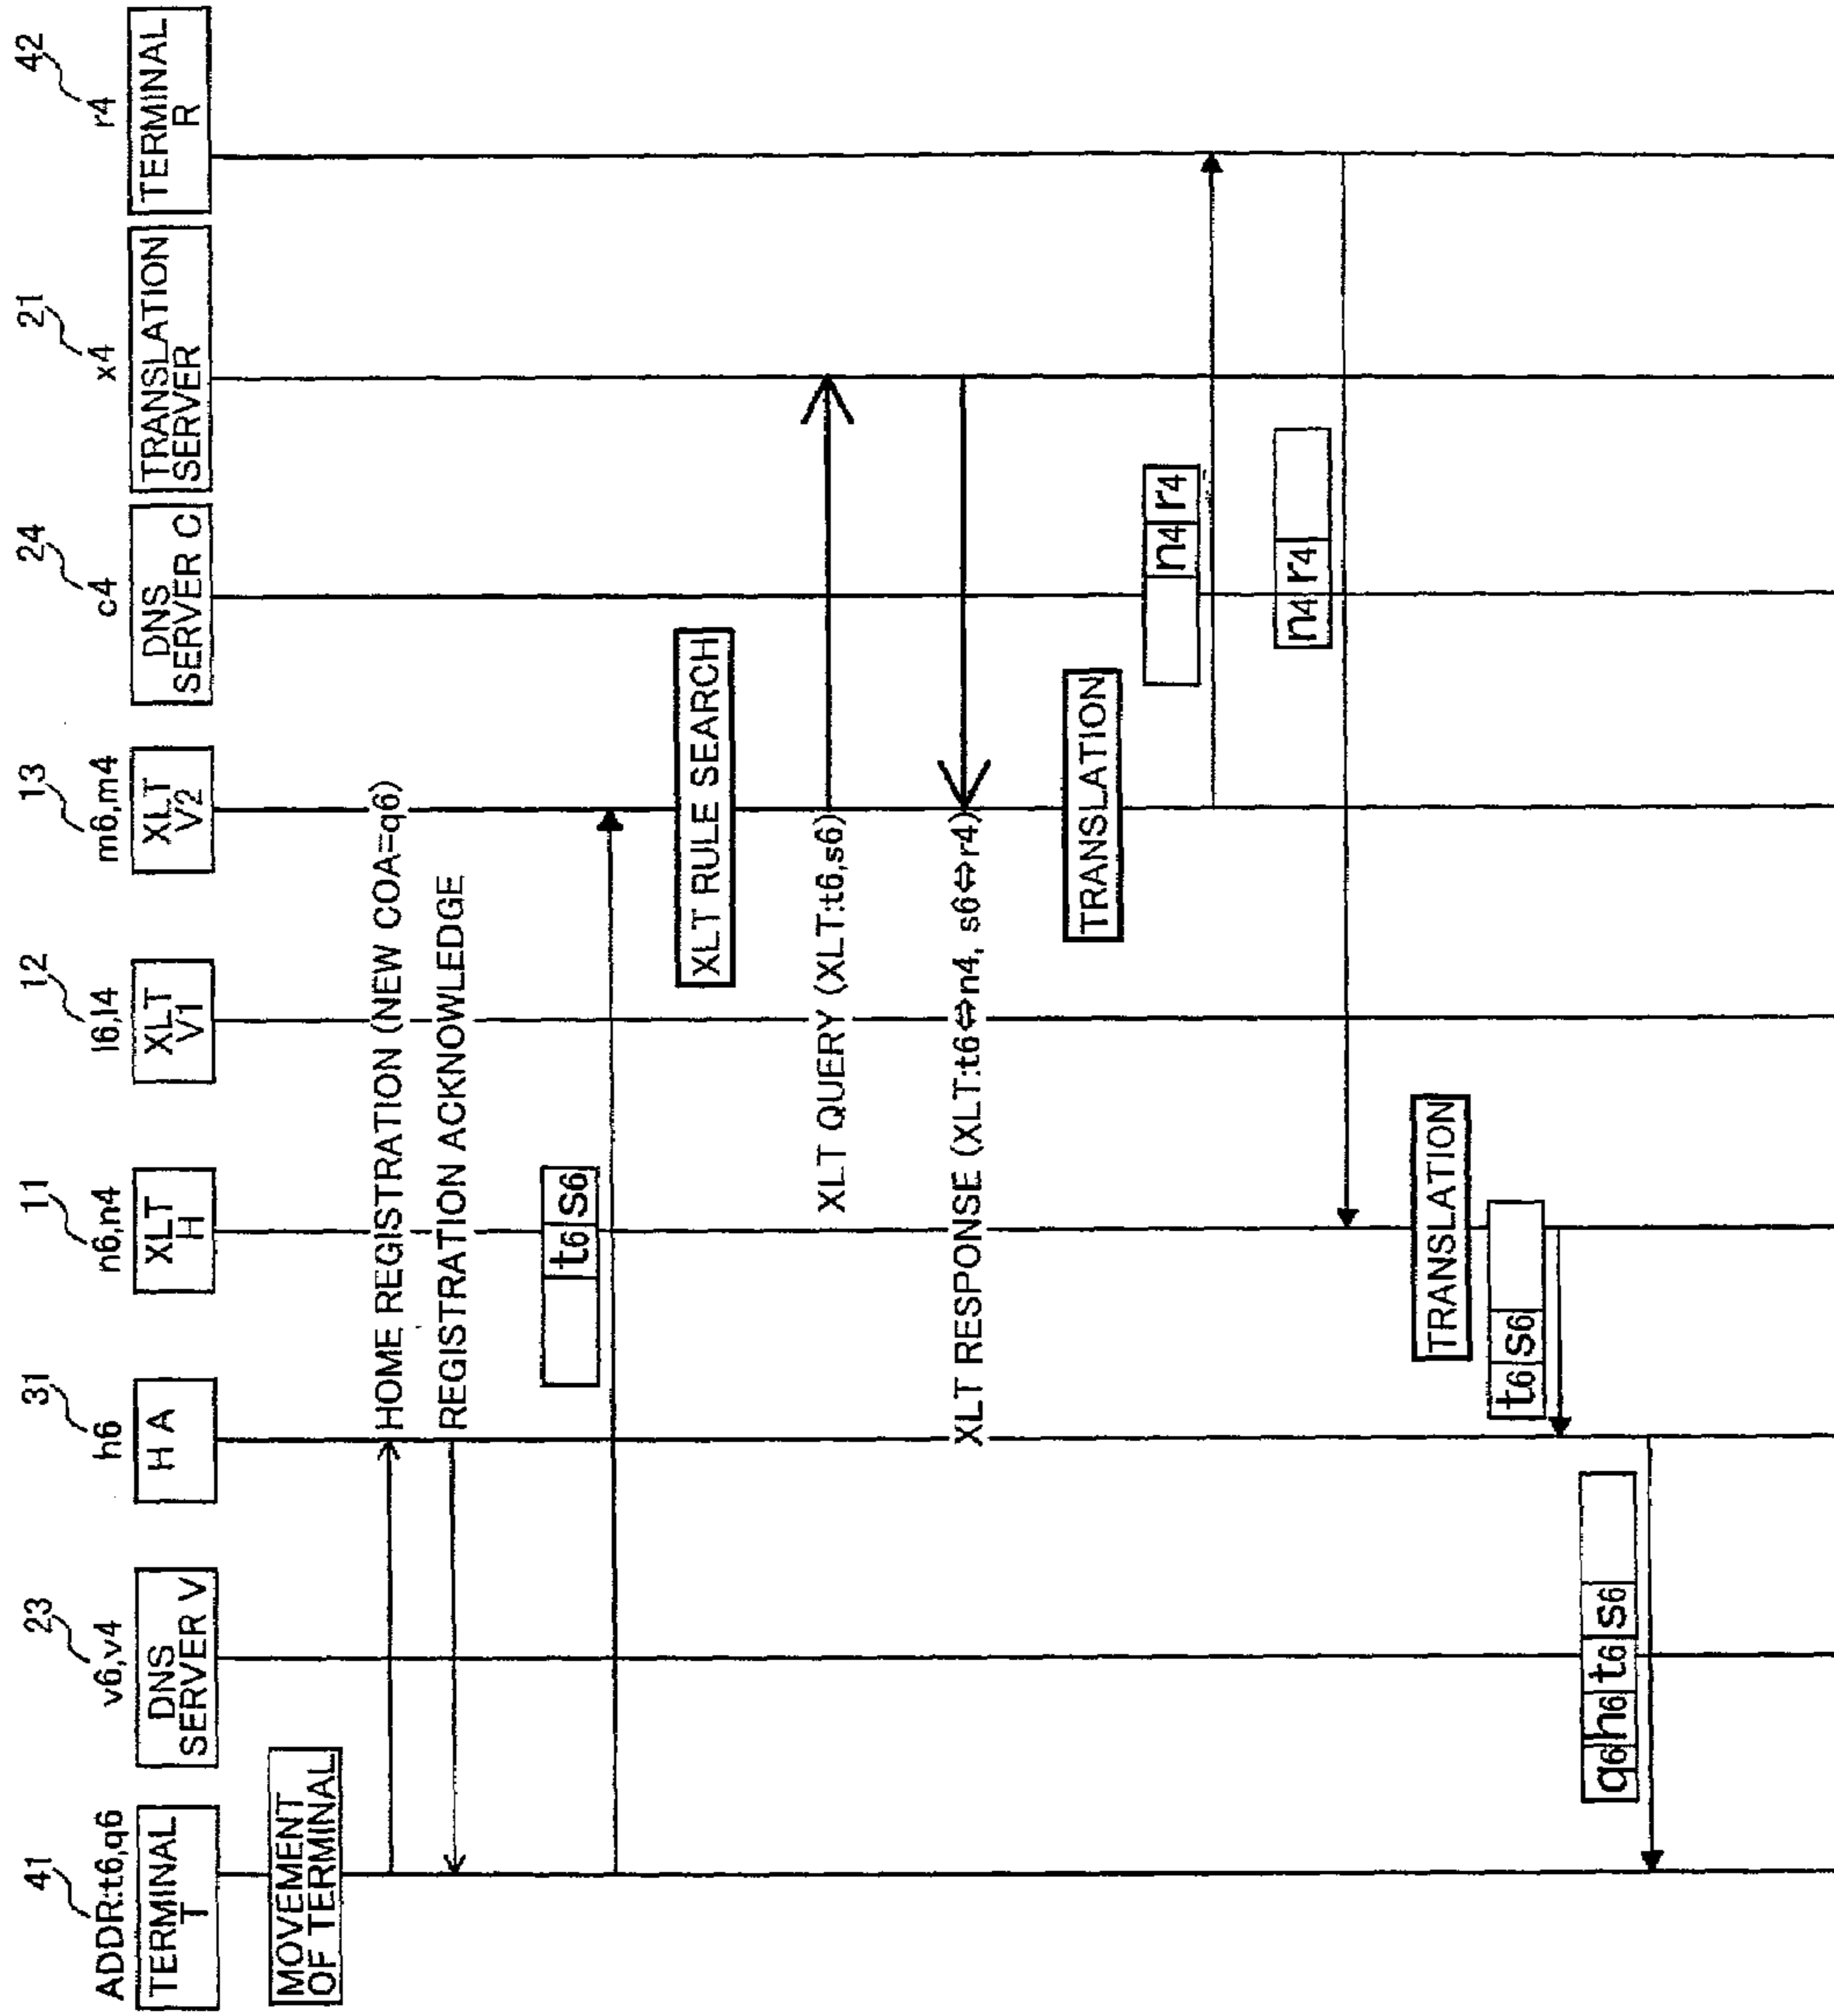 41
ADDR:t6,q6
TERMINAL
T
23
v6,v4
DNS
SERVER V
31
h6
H A
11
n6,n4
XLT
H
12
l6,l4
XLT
V1
13
m6,m4
XLT
V2
24
c4
DNS
SERVER C
21
x4
TRANSLATION
SERVER
42
r4
TERMINAL
R
MOVEMENT
OF TERMINAL
HOME REGISTRATION (NEW COA=q6)
REGISTRATION ACKNOWLEDGE
t6 s6
XLT RULE SEARCH
XLT QUERY (XLT:t6,s6)
XLT RESPONSE (XLT:t6⇔n4, s6⇔r4)
TRANSLATION
n4 r4
n4 r4
TRANSLATION
t6 s6
q6 h6 t6 s6